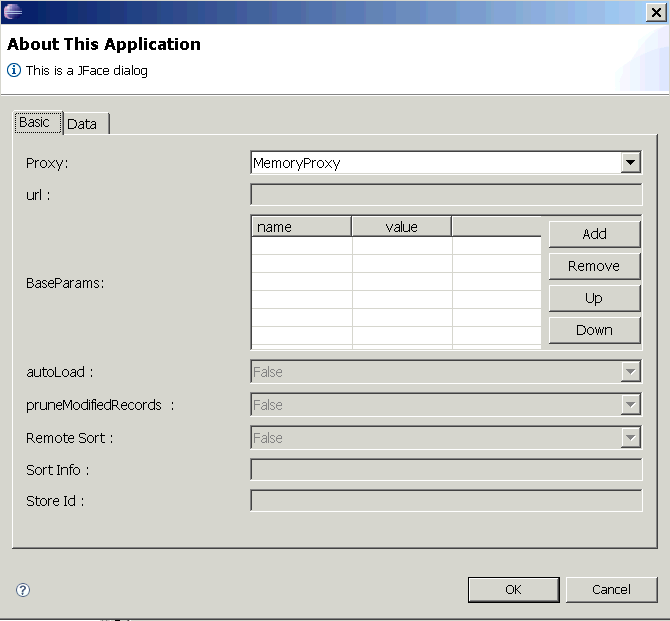 About This Application
This is a JFace dialog
Basic
Data
Proxy:
MemoryProxy
url :
BaseParams:
name value
Add
Remove
Up
Down
autoLoad :
False
pruneModifiedRecords :
False
Remote Sort :
False
Sort Info :
Store Id :
OK
Cancel